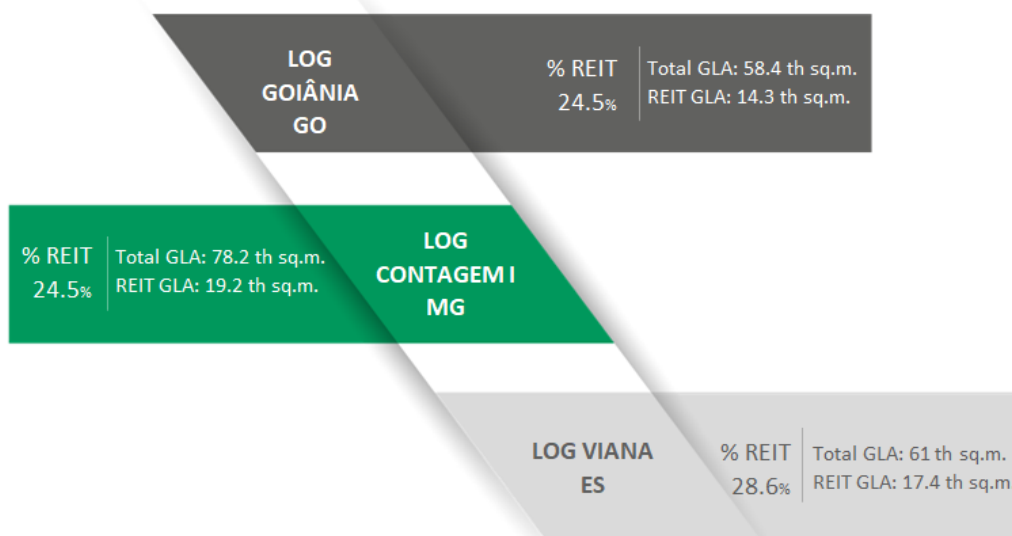 LOG
GOIÂNIA
GO
% REIT
24.5%
Total GLA: 58.4 th sq.m.
REIT GLA: 14.3 th sq.m.
% REIT
24.5%
Total GLA: 78.2 th sq.m.
REIT GLA: 19.2 th sq.m.
LOG
CONTAGEM I
MG
LOG VIANA
ES
% REIT
28.6%
Total GLA: 61 th sq.m.
REIT GLA: 17.4 th sq.m